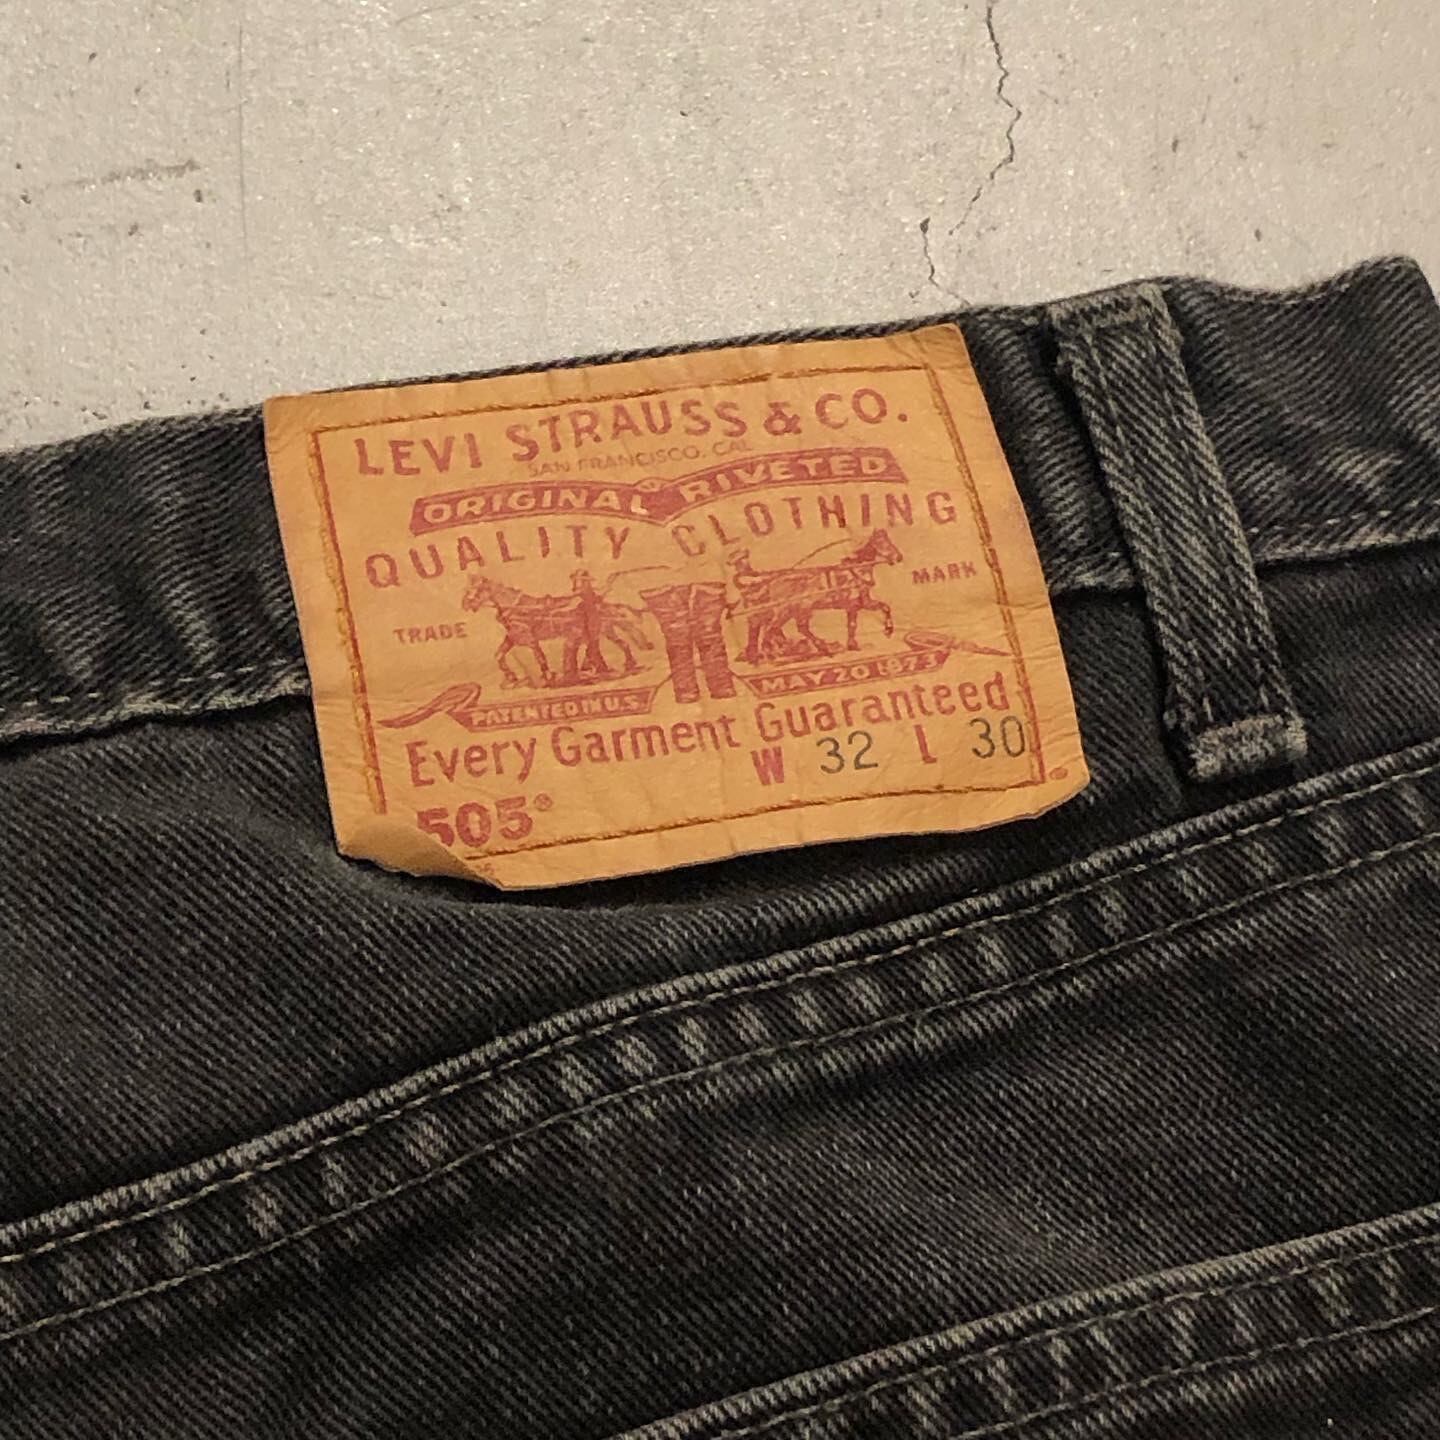 LEVI STRAUSS & CO.
SAN FRANCISCO, CAL
ORIGINAL RIVETED
QUALITY CLOTHING
TRADE MARK
PATENTED IN U.S. MAY 20 1873
Every Garment Guaranteed
W 32 L 30
505®